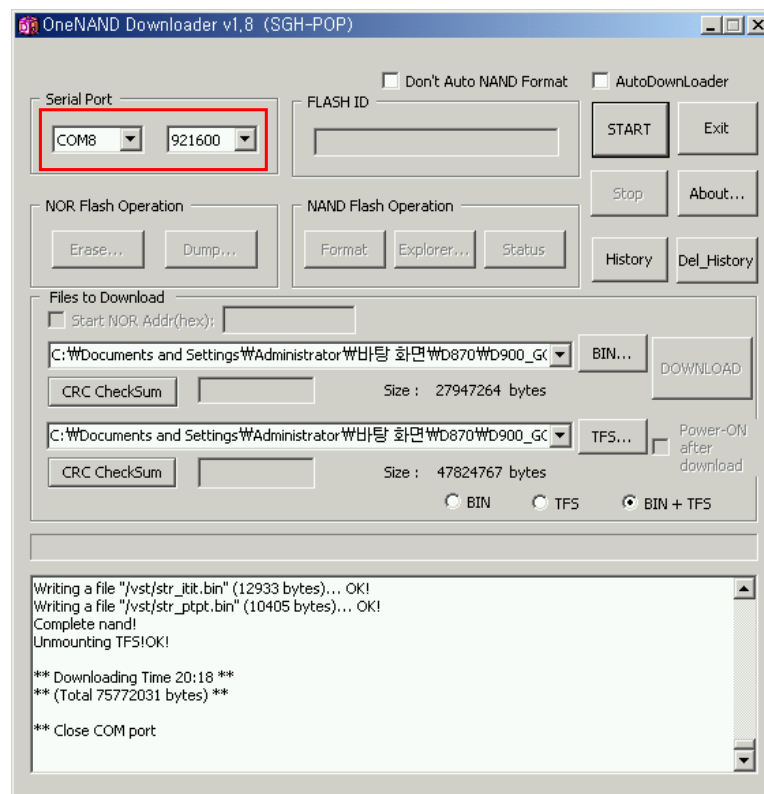 OneNAND Downloader v1,8 (SGH-POP)
Don't Auto NAND Format
AutoDownLoader
Serial Port
COM8
921600
FLASH ID
START
Exit
Stop
About...
NOR Flash Operation
Erase...
Dump...
NAND Flash Operation
Format
Explorer...
Status
History
Del_History
Files to Download
Start NOR Addr(hex):
C:₩Documents and Settings₩Administrator₩바탕 화면₩D870₩D900_G(
BIN...
DOWNLOAD
CRC CheckSum
Size : 27947264 bytes
C:₩Documents and Settings₩Administrator₩바탕 화면₩D870₩D900_GC
TFS...
Power-ON
after
download
CRC CheckSum
Size : 47824767 bytes
BIN
TFS
BIN + TFS
Writing a file "/vst/str_itit.bin" (12933 bytes)... OK!
Writing a file "/vst/str_ptpt.bin" (10405 bytes)... OK!
Complete nand!
Unmounting TFS!OK!
** Downloading Time 20:18 **
** (Total 75772031 bytes) **
** Close COM port